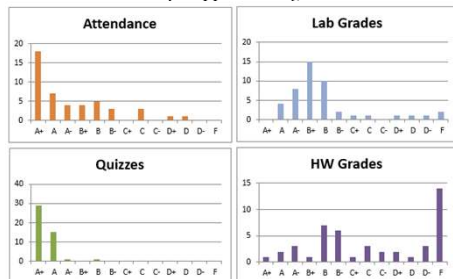 Attendance
20
15
10
5
0
A+ A A- B+ B B- C+ C C- D+ D D- F
Lab Grades
20
15
10
5
0
A+ A A- B+ B B- C+ C C- D+ D D- F
Quizzes
40
30
20
10
0
A+ A A- B+ B B- C+ C C- D+ D D- F
HW Grades
15
10
5
0
A+ A A- B+ B B- C+ C C- D+ D D- F